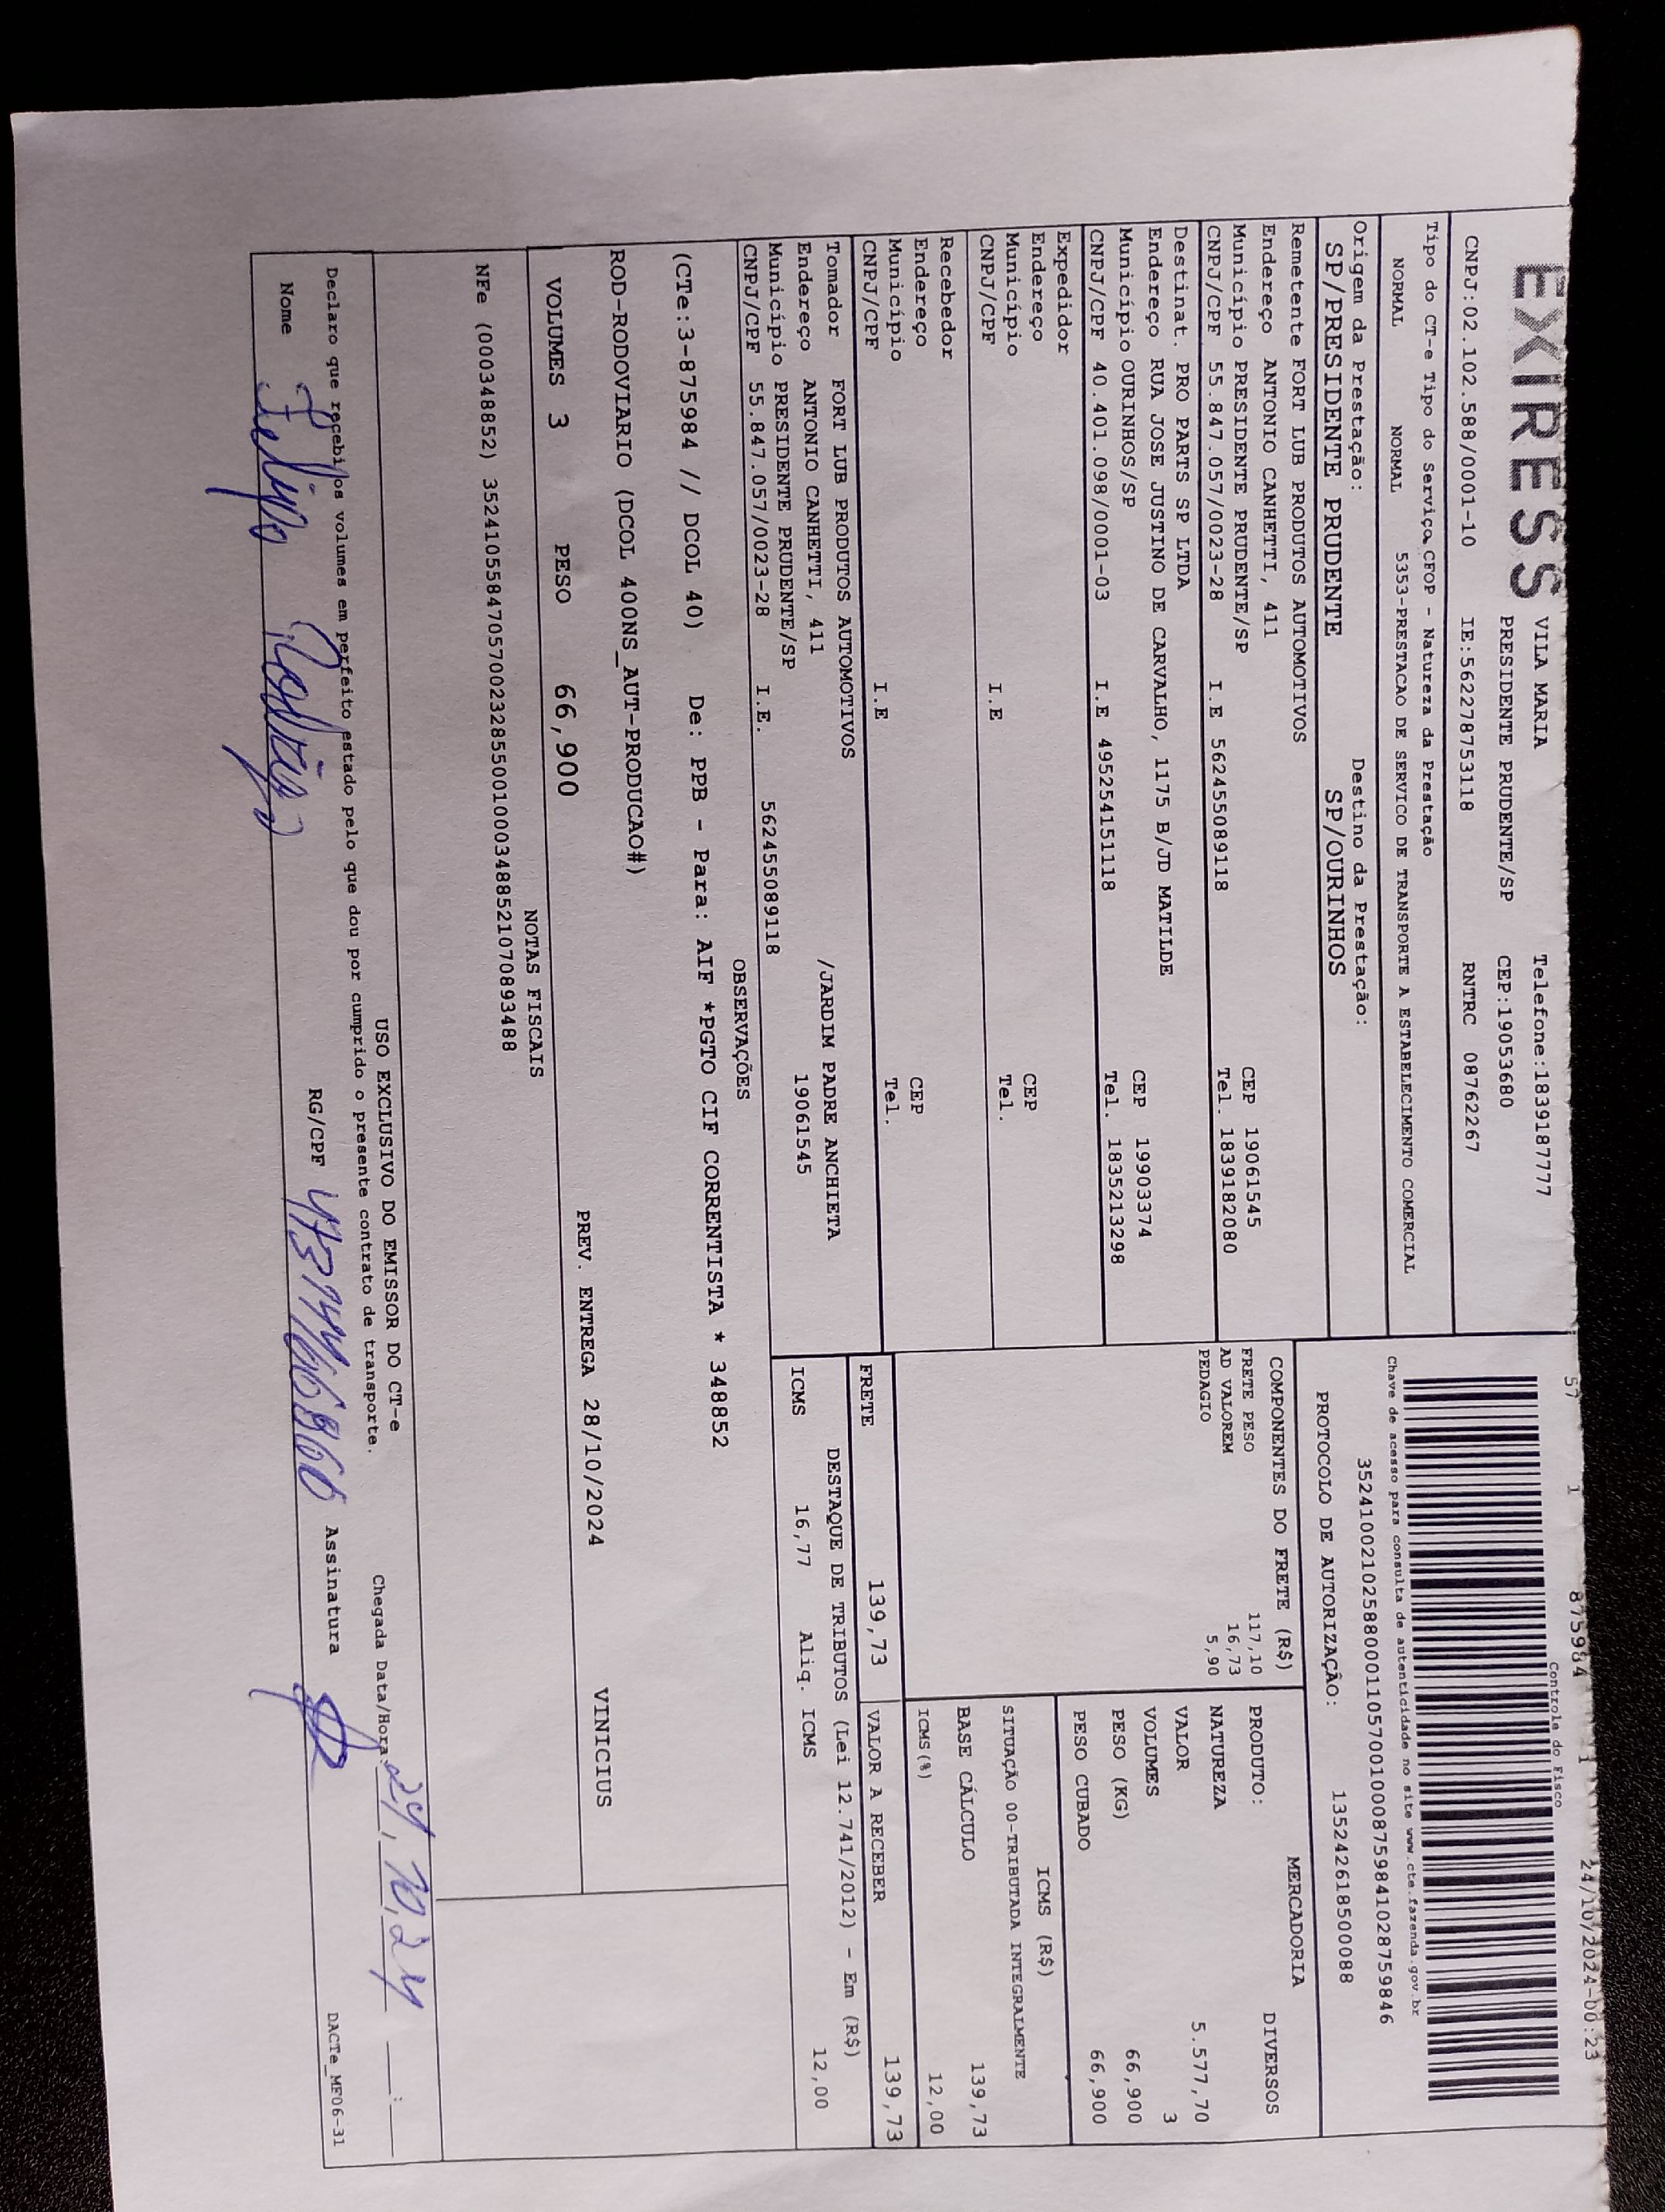 57 1 875984 1 24/10/2024-00:23
EXPRESS
VILA MARIA Telefone:1839187777
PRESIDENTE PRUDENTE/SP CEP:19053680
CNPJ:02.102.588/0001-10 IE:562278753118 RNTRC 08762267
Controle do Fisco
Tipo do CT-e Tipo do Serviço CFOP - Natureza da Prestação
NORMAL NORMAL 5353-PRESTACAO DE SERVICO DE TRANSPORTE A ESTABELECIMENTO COMERCIAL
Chave de acesso para consulta de autenticidade no site www.cte.fazenda.gov.br
35241002102588000110570010008759841028759846
Origem da Prestação: Destino da Prestação:
SP/PRESIDENTE PRUDENTE SP/OURINHOS
PROTOCOLO DE AUTORIZAÇÃO: 135242618500088
Remetente FORT LUB PRODUTOS AUTOMOTIVOS
Endereço ANTONIO CANHETTI, 411
Município PRESIDENTE PRUDENTE/SP CEP 19061545
CNPJ/CPF 55.847.057/0023-28 I.E 562455089118 Tel. 1839182080
Destinat. PRO PARTS SP LTDA
Endereço RUA JOSE JUSTINO DE CARVALHO, 1175 B/JD MATILDE
Município OURINHOS/SP CEP 19903374
CNPJ/CPF 40.401.098/0001-03 I.E 495254151118 Tel. 1835213298
Expedidor
Endereço
Município CEP
CNPJ/CPF I.E Tel.
Recebedor
Endereço
Município CEP
CNPJ/CPF I.E Tel.
Tomador FORT LUB PRODUTOS AUTOMOTIVOS
Endereço ANTONIO CANHETTI, 411 /JARDIM PADRE ANCHIETA
Município PRESIDENTE PRUDENTE/SP 19061545
CNPJ/CPF 55.847.057/0023-28 I.E. 562455089118
COMPONENTES DO FRETE (R$)
FRETE PESO 117,10
AD VALOREM 16,73
PEDAGIO 5,90
MERCADORIA
PRODUTO: DIVERSOS
NATUREZA
VALOR 5.577,70
VOLUMES 3
PESO (KG) 66,900
PESO CUBADO 66,900
ICMS (R$)
SITUAÇÃO 00-TRIBUTADA INTEGRALMENTE
BASE CÁLCULO 139,73
ICMS(%) 12,00
FRETE 139,73 VALOR A RECEBER 139,73
DESTAQUE DE TRIBUTOS (Lei 12.741/2012) - Em (R$)
ICMS 16,77 Aliq. ICMS 12,00
OBSERVAÇÕES
(CTe:3-875984 // DCOL 40) De: PPB - Para: AIF *PGTO CIF CORRENTISTA * 348852
ROD-RODOVIARIO (DCOL 400NS_AUT-PRODUCAO#)
VOLUMES 3 PESO 66,900 PREV. ENTREGA 28/10/2024 VINICIUS
NOTAS FISCAIS
NFe (000348852) 35241055847057002328550010003488521070893488
USO EXCLUSIVO DO EMISSOR DO CT-e
Declaro que recebi os volumes em perfeito estado pelo que dou por cumprido o presente contrato de transporte.
Chegada Data/Hora , 10, 24 :
Nome Felipe RG/CPF Assinatura
DACTe_MF06-31